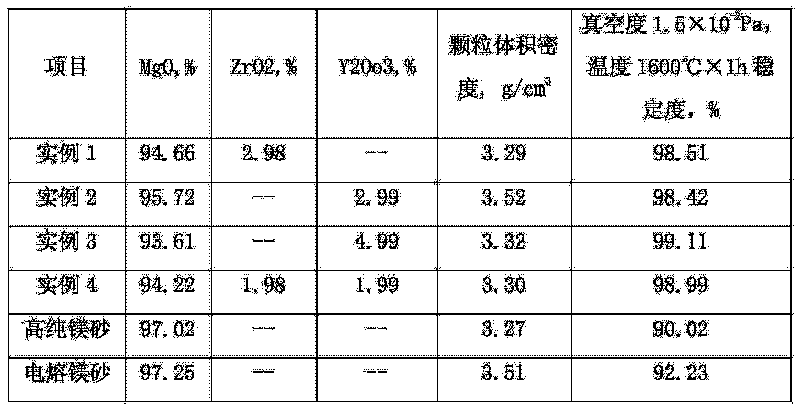 项目 MgO,% ZrO2,% Y2Oo3,% 颗粒体积密度, g/cm³ 真空度1.5×10⁻²Pa, 温度1600℃×1h稳定度, %
实例1 94.66 2.98 -- 3.29 98.51
实例2 95.72 -- 2.99 3.52 98.42
实例3 93.61 -- 4.99 3.32 99.11
实例4 94.22 1.98 1.99 3.30 98.99
高纯镁砂 97.02 -- -- 3.27 90.02
电熔镁砂 97.25 -- -- 3.51 92.23